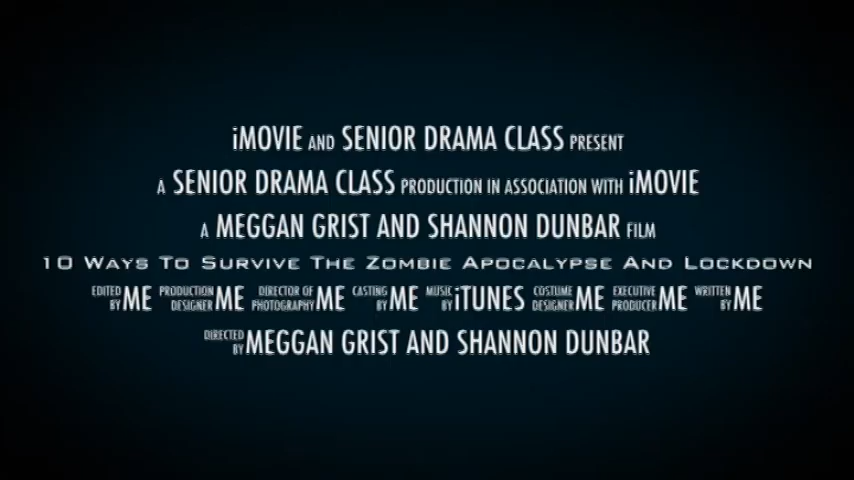 iMOVIE AND SENIOR DRAMA CLASS PRESENT
A SENIOR DRAMA CLASS PRODUCTION IN ASSOCIATION WITH iMOVIE
A MEGGAN GRIST AND SHANNON DUNBAR FILM
10 WAYS TO SURVIVE THE ZOMBIE APOCALYPSE AND LOCKDOWN
EDITED BY ME PRODUCTION DESIGNER ME DIRECTOR OF PHOTOGRAPHY ME CASTING BY ME MUSIC BY iTUNES COSTUME DESIGNER ME EXECUTIVE PRODUCER ME WRITTEN BY ME
DIRECTED BY MEGGAN GRIST AND SHANNON DUNBAR